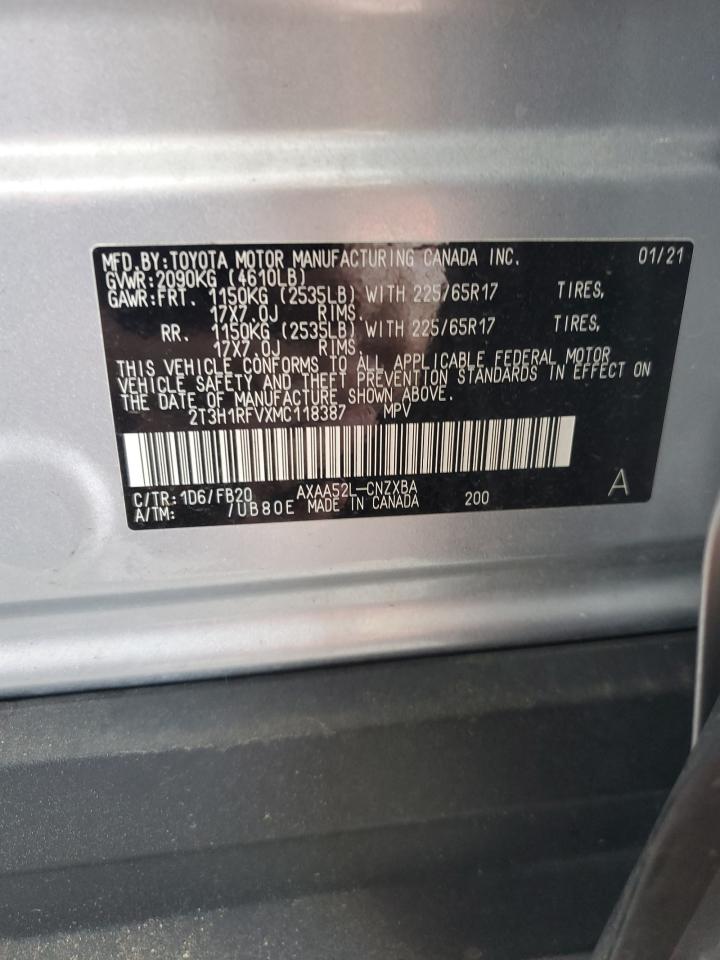 MFD.BY:TOYOTA MOTOR MANUFACTURING CANADA INC. 01/21
GVWR:2090KG (4610LB)
GAWR:FRT. 1150KG (2535LB) WITH 225/65R17 TIRES,
17X7.0J RIMS.
RR. 1150KG (2535LB) WITH 225/65R17 TIRES,
17X7.0J RIMS.
THIS VEHICLE CONFORMS TO ALL APPLICABLE FEDERAL MOTOR
VEHICLE SAFETY AND THEFT PREVENTION STANDARDS IN EFFECT ON
THE DATE OF MANUFACTURE SHOWN ABOVE.
2T3H1RFVXMC118387 MPV
C/TR:1D6/FB20 AXAA52L-CNZXBA
A/TM: /UB80E MADE IN CANADA 200 A